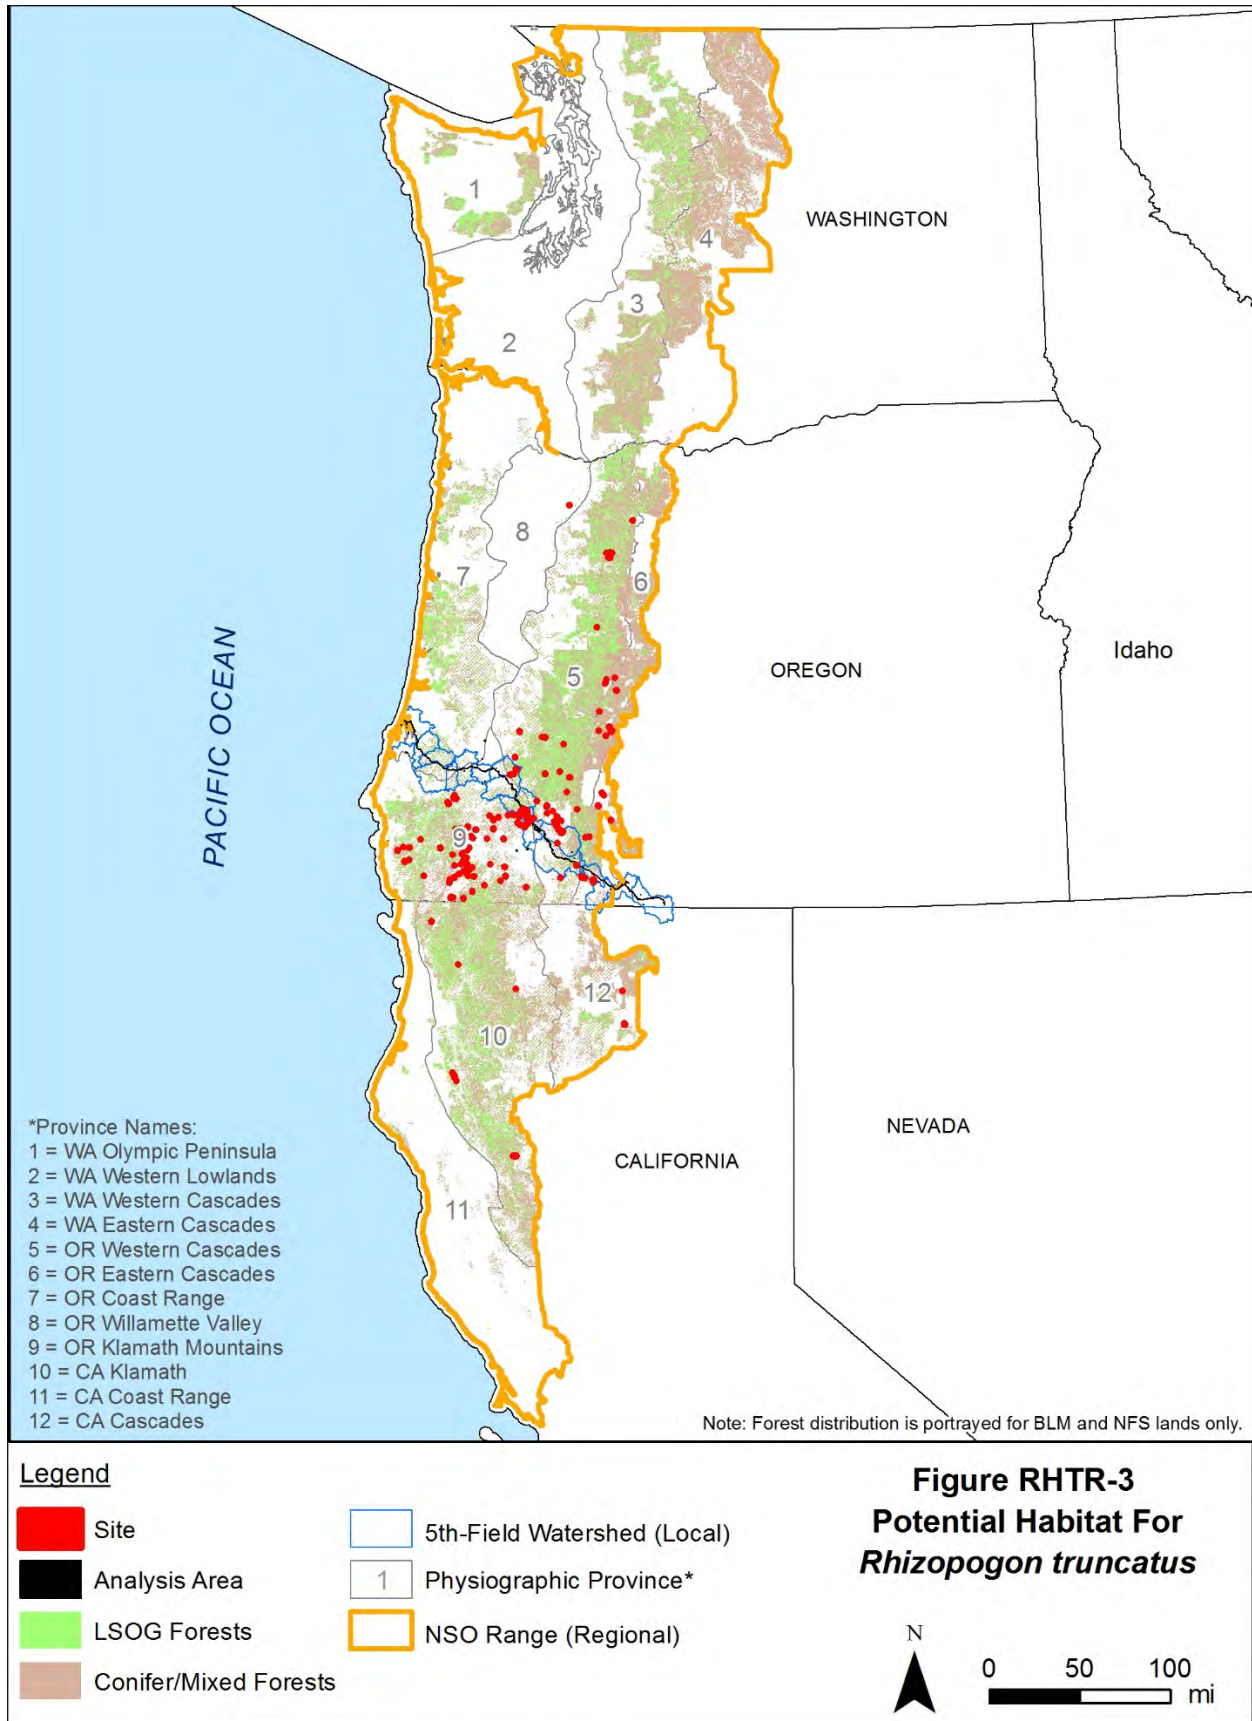 WASHINGTON
1
4
3
2
8
7
6
Idaho
OREGON
5
PACIFIC OCEAN
9
12
10
NEVADA
CALIFORNIA
11
*Province Names:
1 = WA Olympic Peninsula
2 = WA Western Lowlands
3 = WA Western Cascades
4 = WA Eastern Cascades
5 = OR Western Cascades
6 = OR Eastern Cascades
7 = OR Coast Range
8 = OR Willamette Valley
9 = OR Klamath Mountains
10 = CA Klamath
11 = CA Coast Range
12 = CA Cascades
Note: Forest distribution is portrayed for BLM and NFS lands only.
Legend
Site
Analysis Area
LSOG Forests
Conifer/Mixed Forests
5th-Field Watershed (Local)
1 Physiographic Province*
NSO Range (Regional)
Figure RHTR-3
Potential Habitat For
Rhizopogon truncatus
N
0 50 100
mi